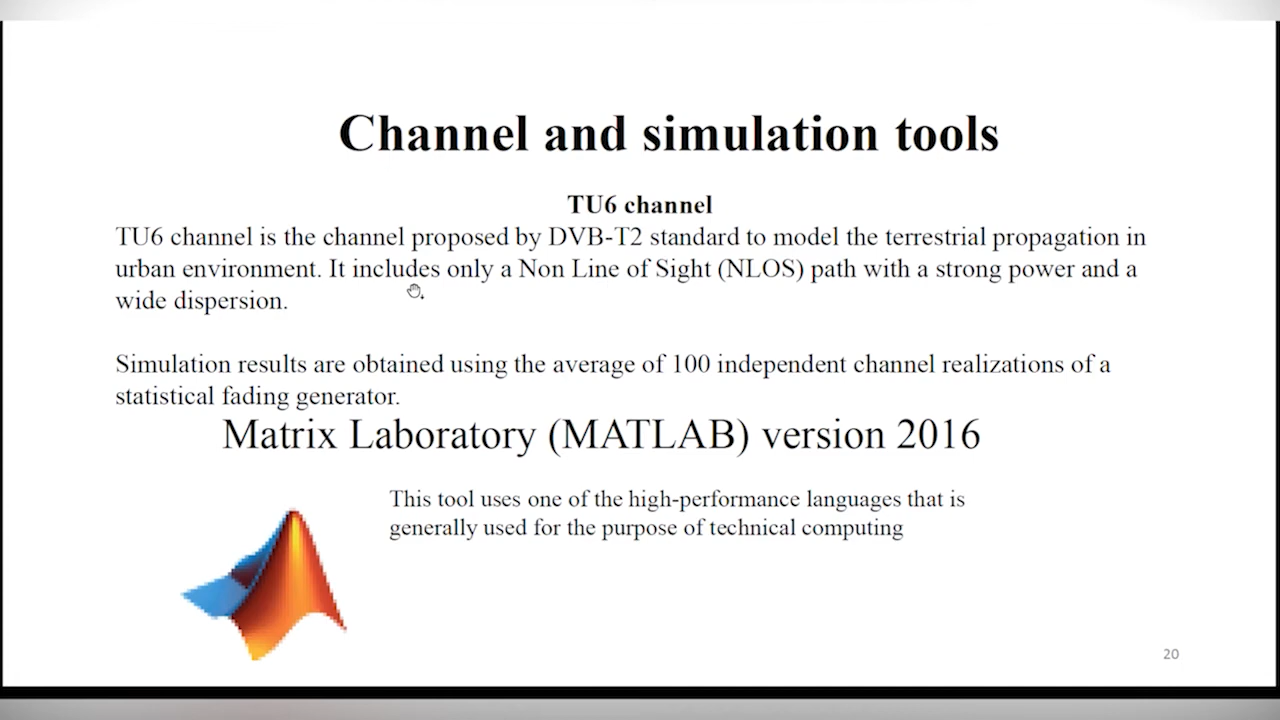 Channel and simulation tools
TU6 channel
TU6 channel is the channel proposed by DVB-T2 standard to model the terrestrial propagation in
urban environment. It includes only a Non Line of Sight (NLOS) path with a strong power and a
wide dispersion.
Simulation results are obtained using the average of 100 independent channel realizations of a
statistical fading generator.
Matrix Laboratory (MATLAB) version 2016
This tool uses one of the high-performance languages that is
generally used for the purpose of technical computing
20